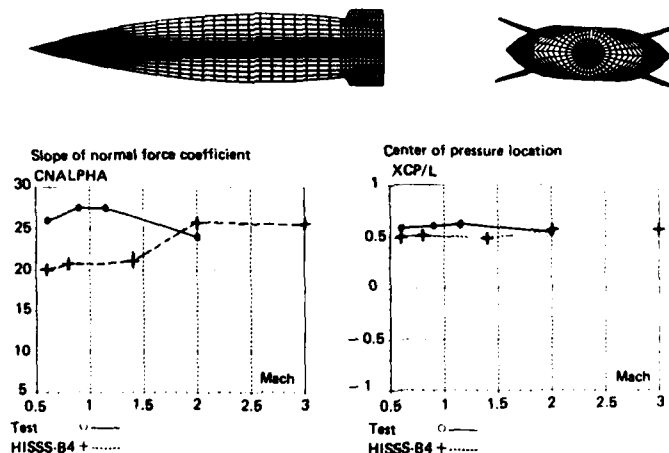 Slope of normal force coefficient
CNALPHA
30
25
20
15
10
5
0.5
1
1.5
2
2.5
3
Mach
Test
HISSS-B4 +
Center of pressure location
XCP/L
1
0.5
0
-0.5
-1
0.5
1
1.5
2
2.5
3
Mach
Test
HISSS-B4 +